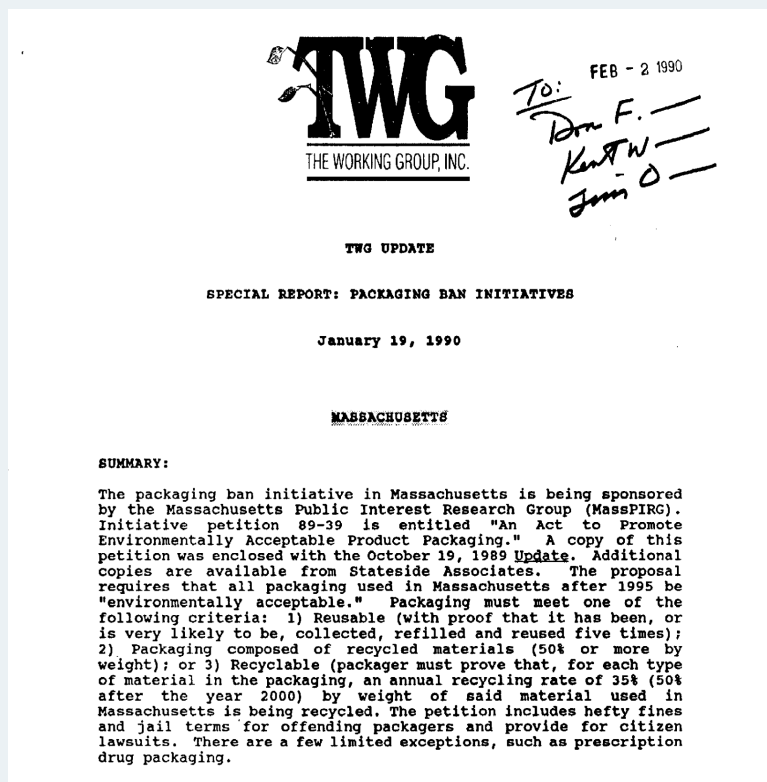 TWG
THE WORKING GROUP, INC.
FEB - 2 1990
To:
Don F. —
Kent W —
Jim O —
TWG UPDATE
SPECIAL REPORT: PACKAGING BAN INITIATIVES
January 19, 1990
MASSACHUSETTS
SUMMARY:
The packaging ban initiative in Massachusetts is being sponsored
by the Massachusetts Public Interest Research Group (MassPIRG).
Initiative petition 89-39 is entitled "An Act to Promote
Environmentally Acceptable Product Packaging." A copy of this
petition was enclosed with the October 19, 1989 Update. Additional
copies are available from Stateside Associates. The proposal
requires that all packaging used in Massachusetts after 1995 be
"environmentally acceptable." Packaging must meet one of the
following criteria: 1) Reusable (with proof that it has been, or
is very likely to be, collected, refilled and reused five times);
2) Packaging composed of recycled materials (50% or more by
weight); or 3) Recyclable (packager must prove that, for each type
of material in the packaging, an annual recycling rate of 35% (50%
after the year 2000) by weight of said material used in
Massachusetts is being recycled. The petition includes hefty fines
and jail terms for offending packagers and provide for citizen
lawsuits. There are a few limited exceptions, such as prescription
drug packaging.